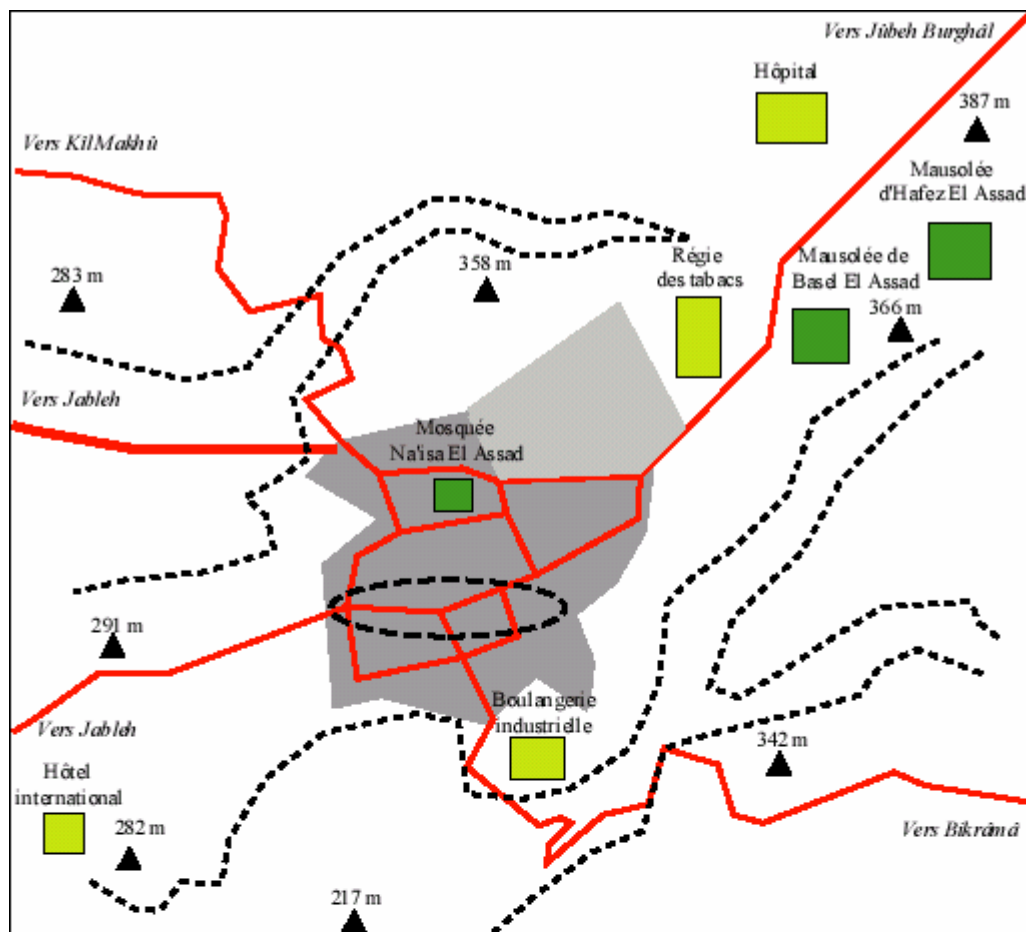 Vers Jûbeh Burghâl
Hôpital
387 m
Vers Kîl Makhû
Mausolée
d'Hafez El Assad
283 m
358 m
Régie
des tabacs
Mausolée de
Basel El Assad
366 m
Vers Jableh
Mosquée
Na'isa El Assad
291 m
Vers Jableh
Boulangerie
industrielle
342 m
Hôtel
international
282 m
Vers Bikrâmâ
217 m